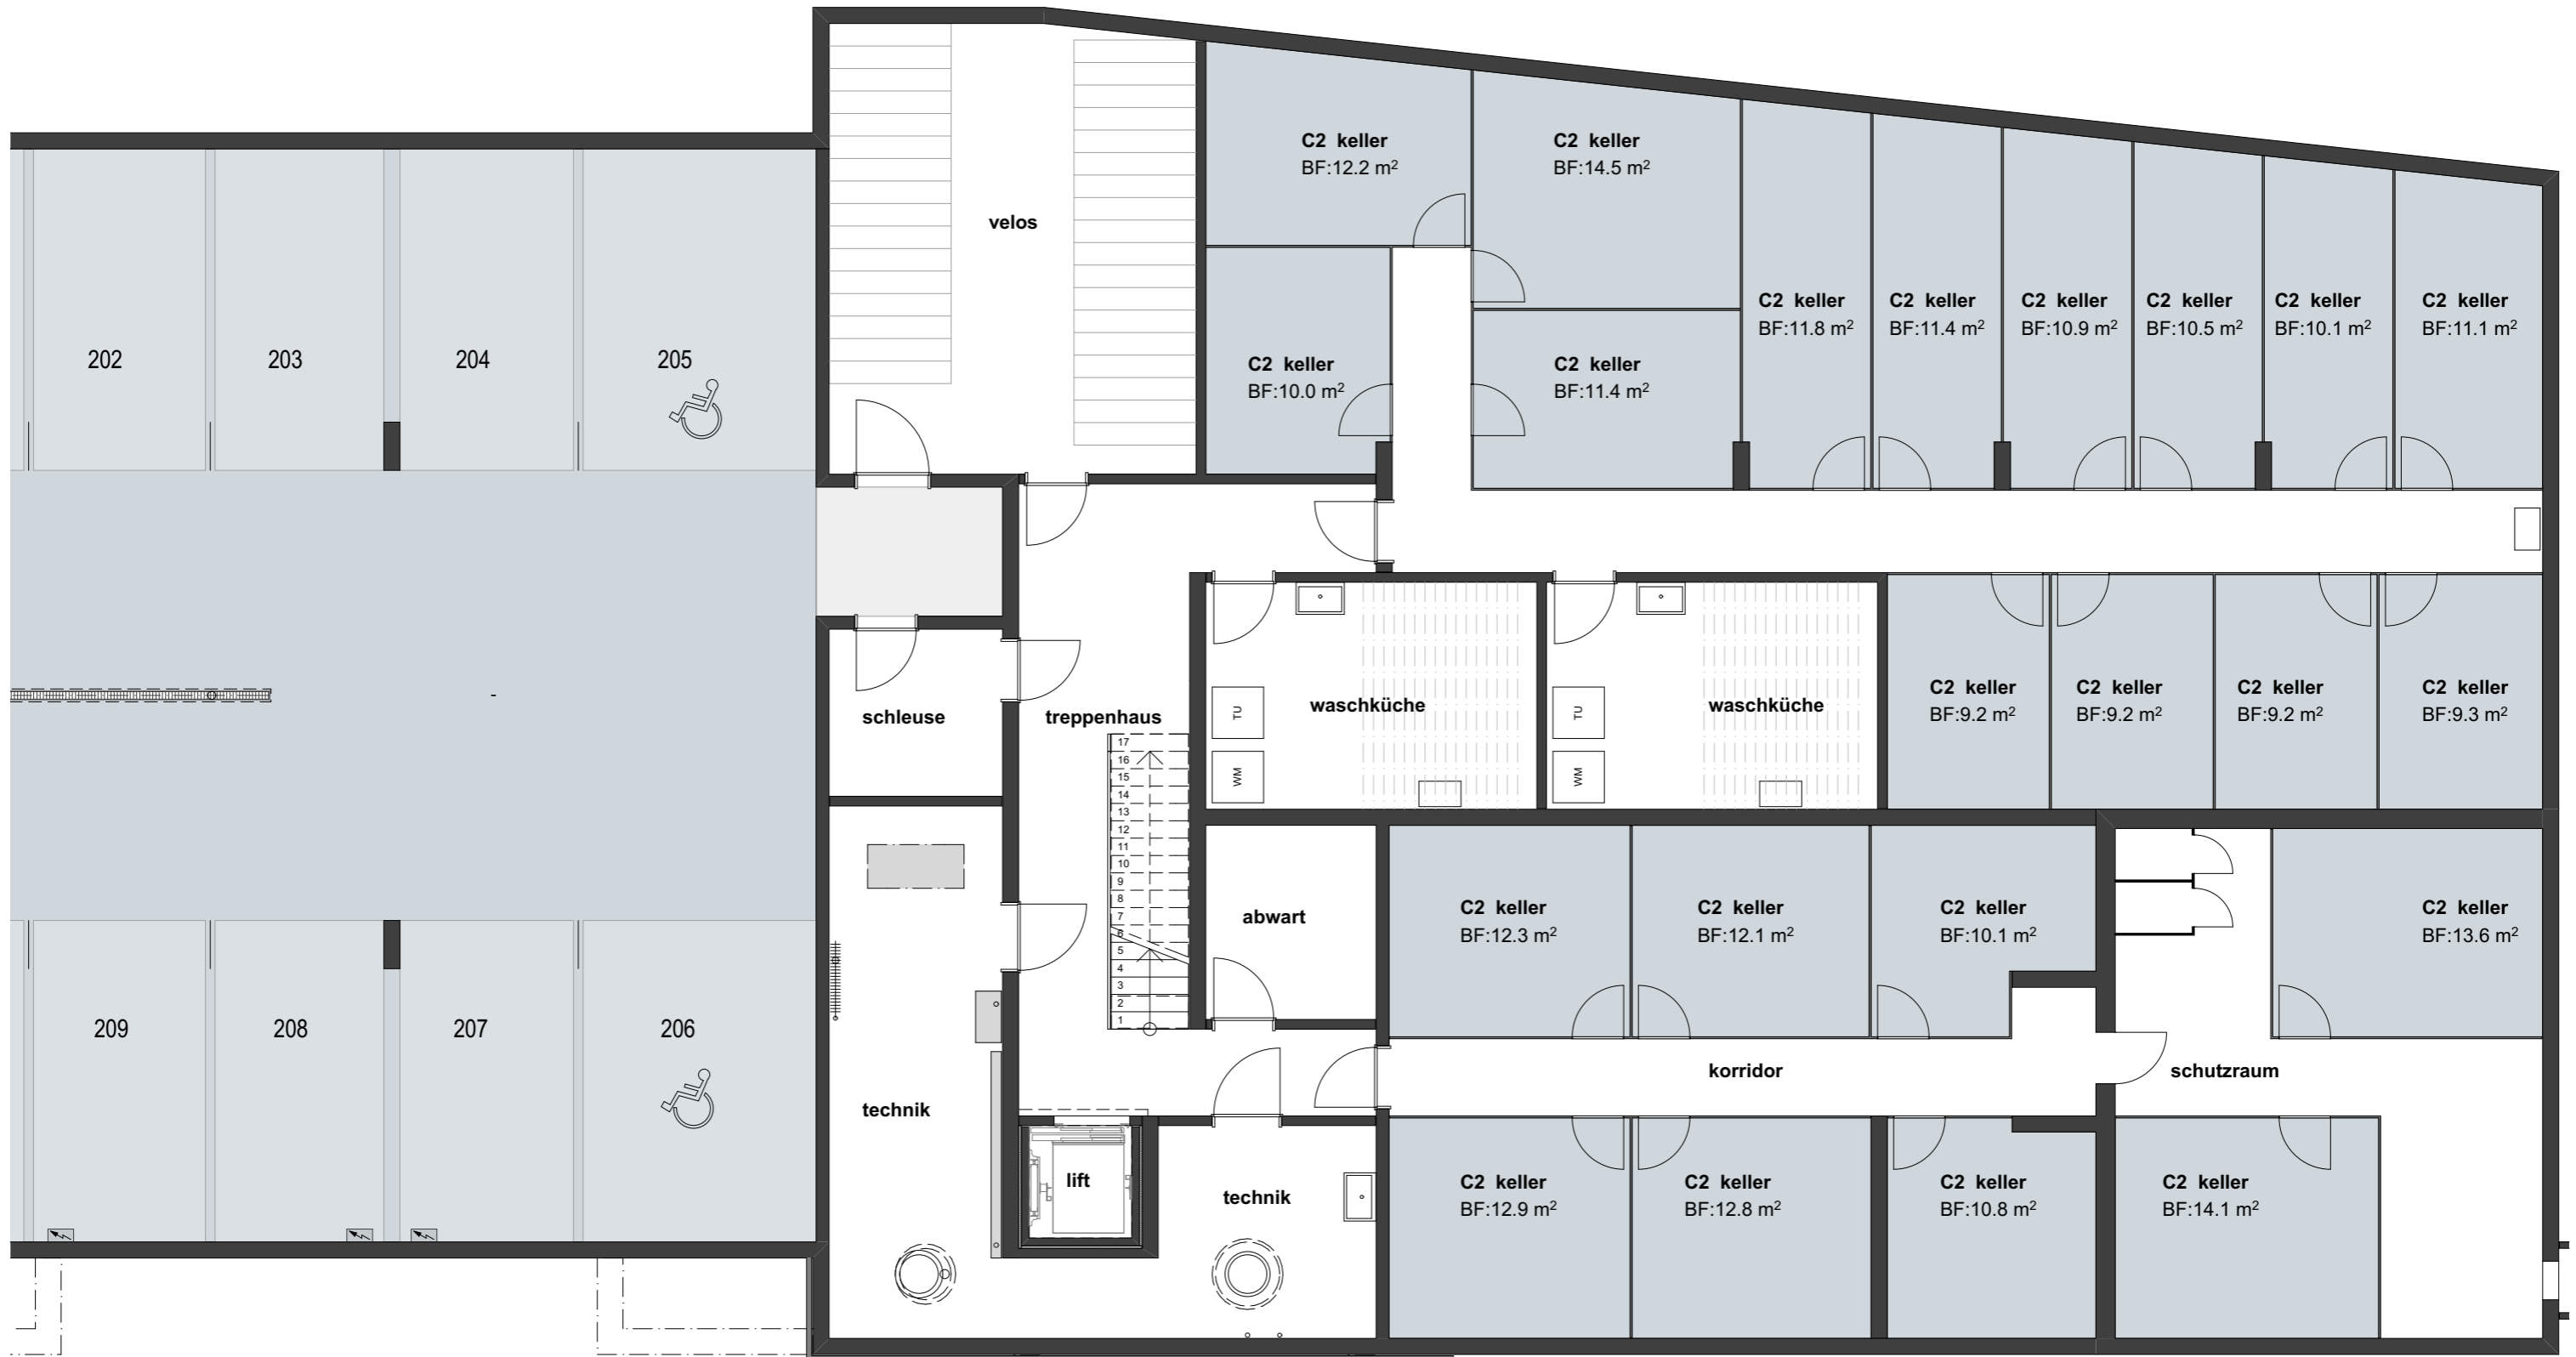 C2 keller
BF:12.2 m²
C2 keller
BF:14.5 m²
velos
C2 keller
BF:11.8 m²
C2 keller
BF:11.4 m²
C2 keller
BF:10.9 m²
C2 keller
BF:10.5 m²
C2 keller
BF:10.1 m²
C2 keller
BF:11.1 m²
202
203
204
205
C2 keller
BF:10.0 m²
C2 keller
BF:11.4 m²
schleuse
treppenhaus
TU
WM
waschküche
TU
WM
waschküche
C2 keller
BF:9.2 m²
C2 keller
BF:9.2 m²
C2 keller
BF:9.2 m²
C2 keller
BF:9.3 m²
17
16
15
14
13
12
11
10
9
8
7
6
5
4
3
2
1
abwart
C2 keller
BF:12.3 m²
C2 keller
BF:12.1 m²
C2 keller
BF:10.1 m²
C2 keller
BF:13.6 m²
209
208
207
206
technik
korridor
schutzraum
lift
technik
C2 keller
BF:12.9 m²
C2 keller
BF:12.8 m²
C2 keller
BF:10.8 m²
C2 keller
BF:14.1 m²